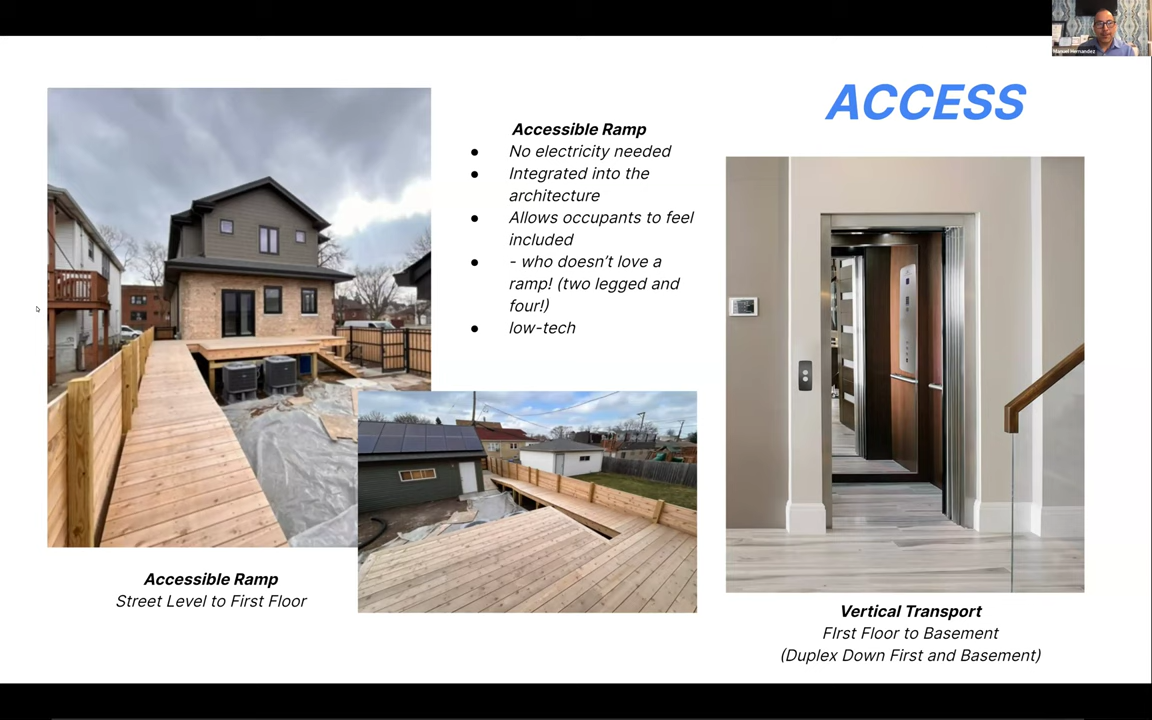 Manuel Hernandez
ACCESS
Accessible Ramp
● No electricity needed
● Integrated into the
architecture
● Allows occupants to feel
included
● - who doesn’t love a
ramp! (two legged and
four!)
● low-tech
Accessible Ramp
Street Level to First Floor
Vertical Transport
FIrst Floor to Basement
(Duplex Down First and Basement)